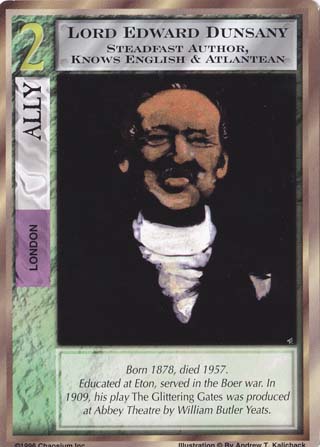 2
LORD EDWARD DUNSANY
STEADFAST AUTHOR,
KNOWS ENGLISH & ATLANTEAN
ALLY
LONDON
Born 1878, died 1957.
Educated at Eton, served in the Boer war. In
1909, his play The Glittering Gates was produced
at Abbey Theatre by William Butler Yeats.
©1996 Chaosium Inc.
Illustration © By Andrew T. Kalichack